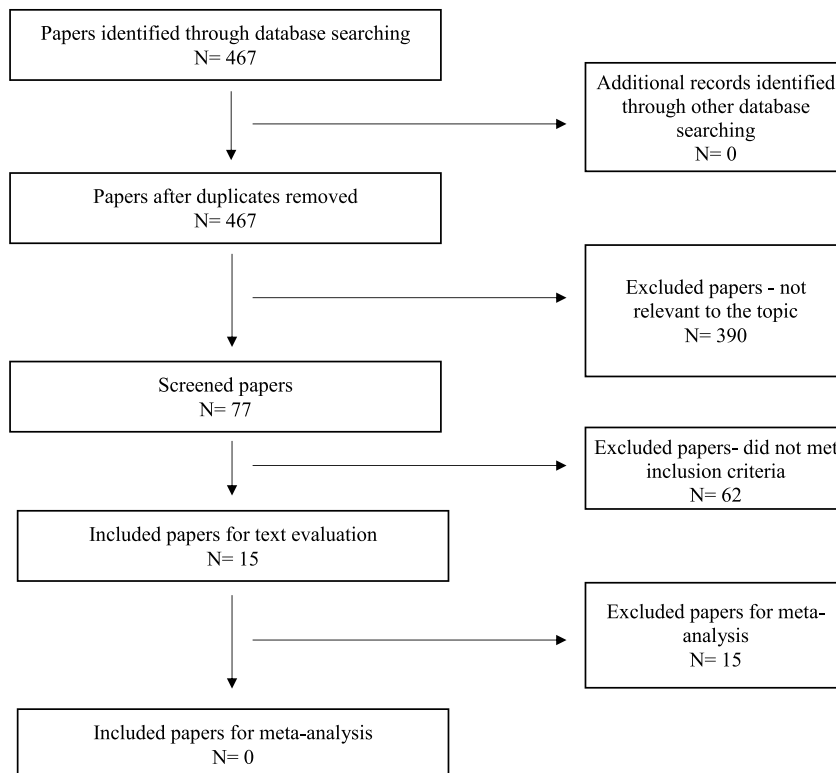 Papers identified through database searching
N= 467
Additional records identified
through other database
searching
N= 0
Papers after duplicates removed
N= 467
Excluded papers - not
relevant to the topic
N= 390
Screened papers
N= 77
Excluded papers- did not met
inclusion criteria
N= 62
Included papers for text evaluation
N= 15
Excluded papers for meta-
analysis
N= 15
Included papers for meta-analysis
N= 0